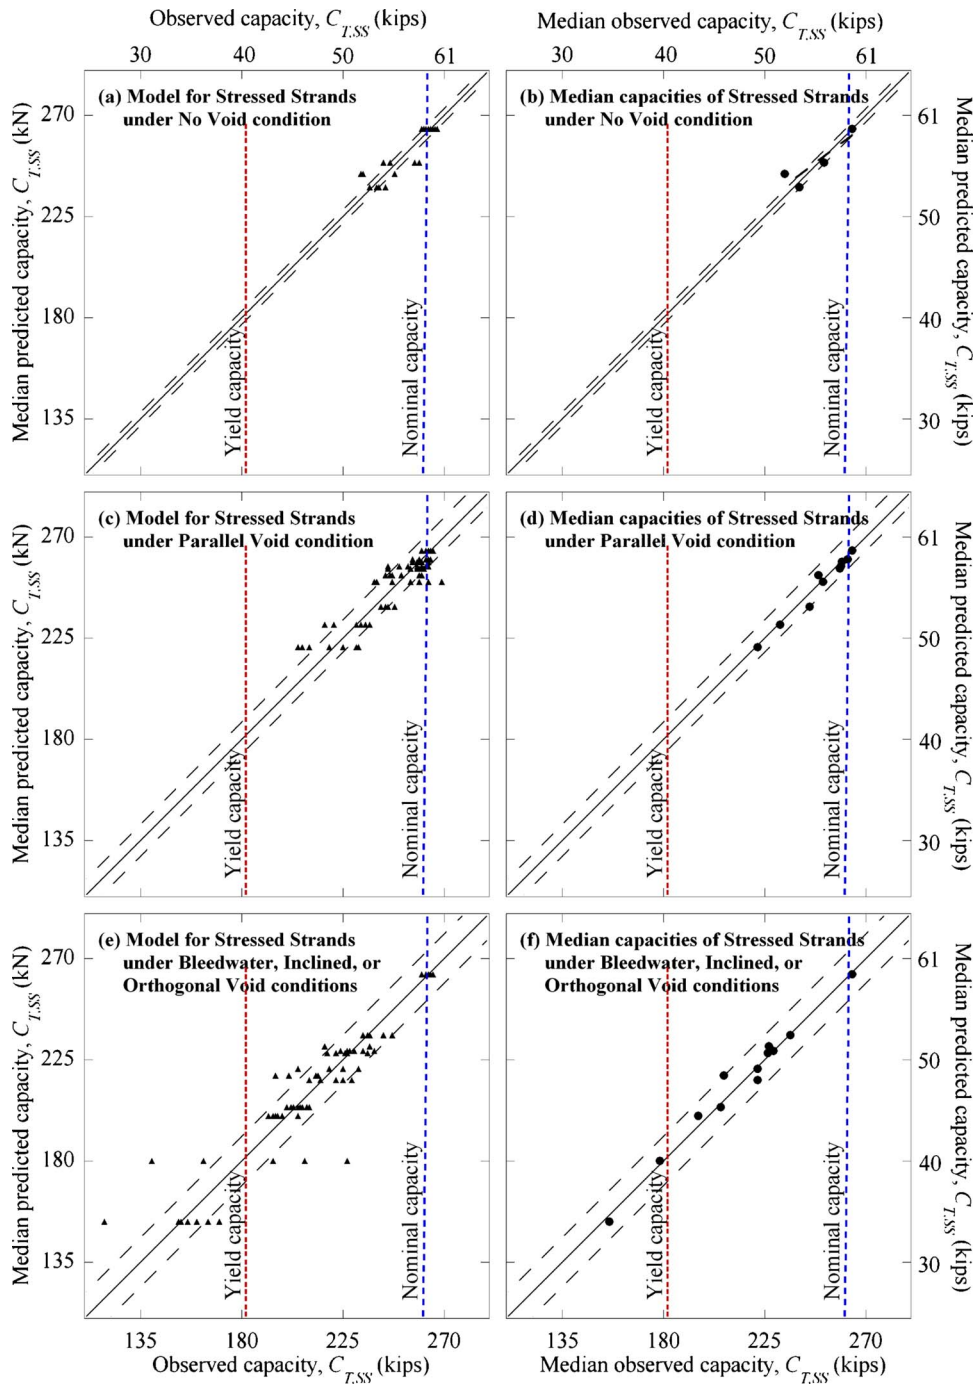 Observed capacity, C_T,SS (kips)
Median observed capacity, C_T,SS (kips)
30 40 50 61
30 40 50 61
(a) Model for Stressed Strands
under No Void condition
(b) Median capacities of Stressed Strands
under No Void condition
Median predicted capacity, C_T,SS (kN)
270
225
180
135
Yield capacity
Nominal capacity
Yield capacity
Nominal capacity
61
50
40
30
Median predicted capacity, C_T,SS (kips)
(c) Model for Stressed Strands
under Parallel Void condition
(d) Median capacities of Stressed Strands
under Parallel Void condition
Median predicted capacity, C_T,SS (kN)
270
225
180
135
Yield capacity
Nominal capacity
Yield capacity
Nominal capacity
61
50
40
30
Median predicted capacity, C_T,SS (kips)
(e) Model for Stressed Strands
under Bleedwater, Inclined, or
Orthogonal Void conditions
(f) Median capacities of Stressed Strands
under Bleedwater, Inclined, or
Orthogonal Void conditions
Median predicted capacity, C_T,SS (kN)
270
225
180
135
Yield capacity
Nominal capacity
Yield capacity
Nominal capacity
61
50
40
30
Median predicted capacity, C_T,SS (kips)
135 180 225 270
135 180 225 270
Observed capacity, C_T,SS (kips)
Median observed capacity, C_T,SS (kips)